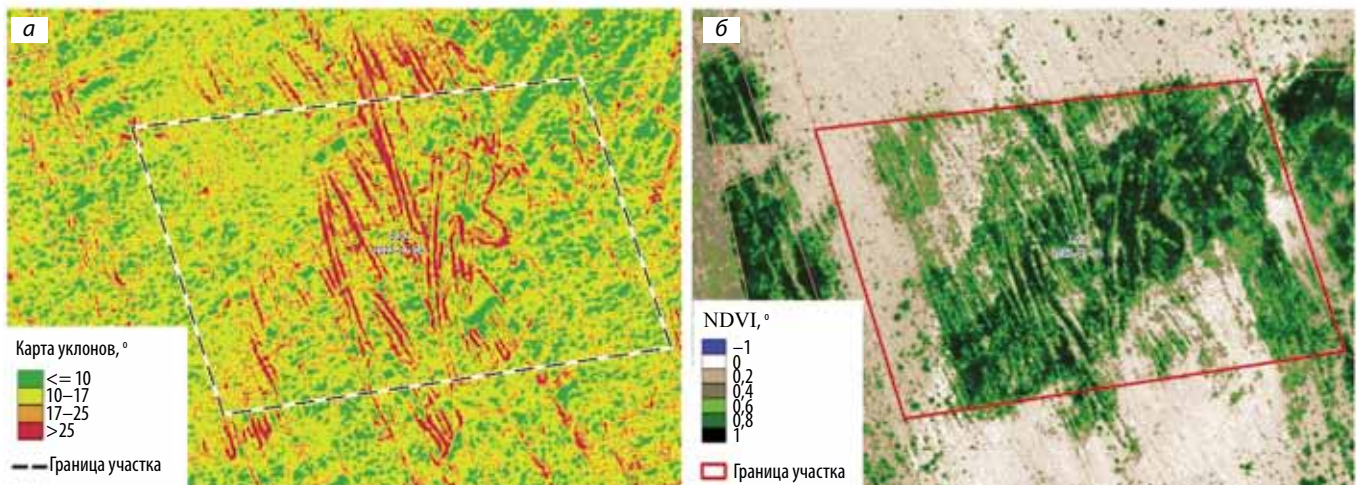 а
Карта уклонов, °
<= 10
10–17
17–25
>25
Граница участка
б
NDVI, °
–1
0
0,2
0,4
0,6
0,8
1
Граница участка